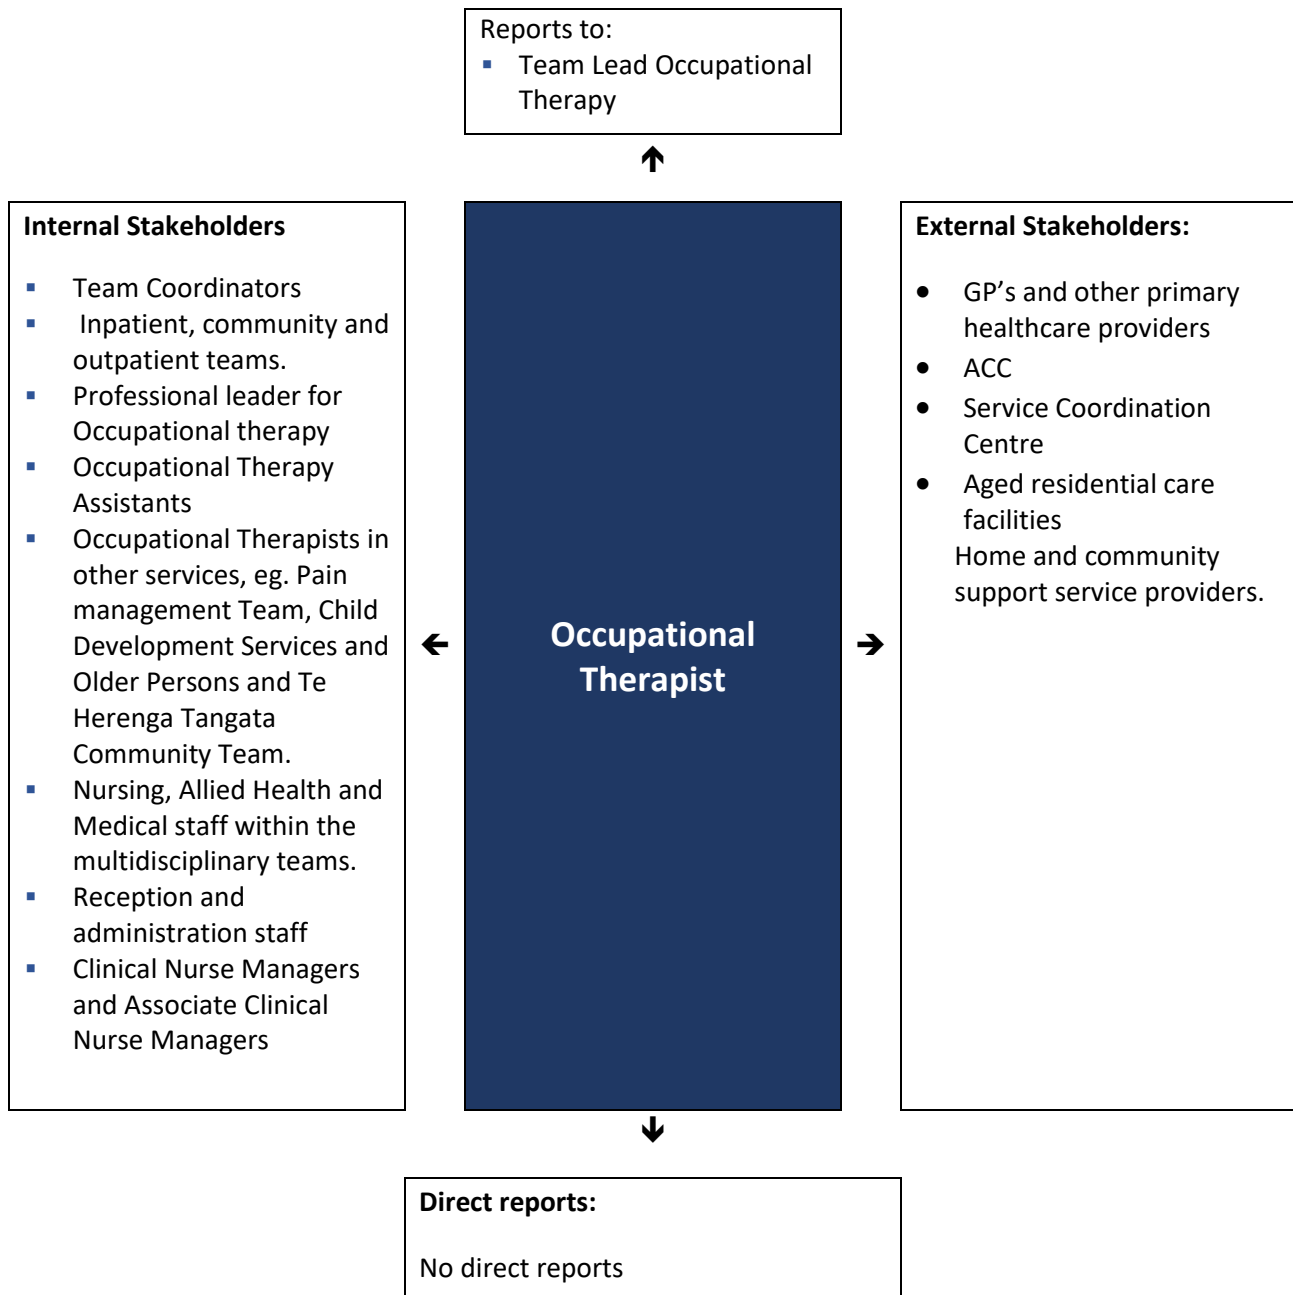 Reports to:
▪ Team Lead Occupational
Therapy
🡹
Internal Stakeholders
▪ Team Coordinators
▪ Inpatient, community and
outpatient teams.
▪ Professional leader for
Occupational therapy
▪ Occupational Therapy
Assistants
▪ Occupational Therapists in
other services, eg. Pain
management Team, Child
Development Services and
Older Persons and Te
Herenga Tangata
Community Team.
▪ Nursing, Allied Health and
Medical staff within the
multidisciplinary teams.
▪ Reception and
administration staff
▪ Clinical Nurse Managers
and Associate Clinical
Nurse Managers
🡸
Occupational
Therapist
🡺
External Stakeholders:
● GP’s and other primary
healthcare providers
● ACC
● Service Coordination
Centre
● Aged residential care
facilities
Home and community
support service providers.
🡻
Direct reports:
No direct reports